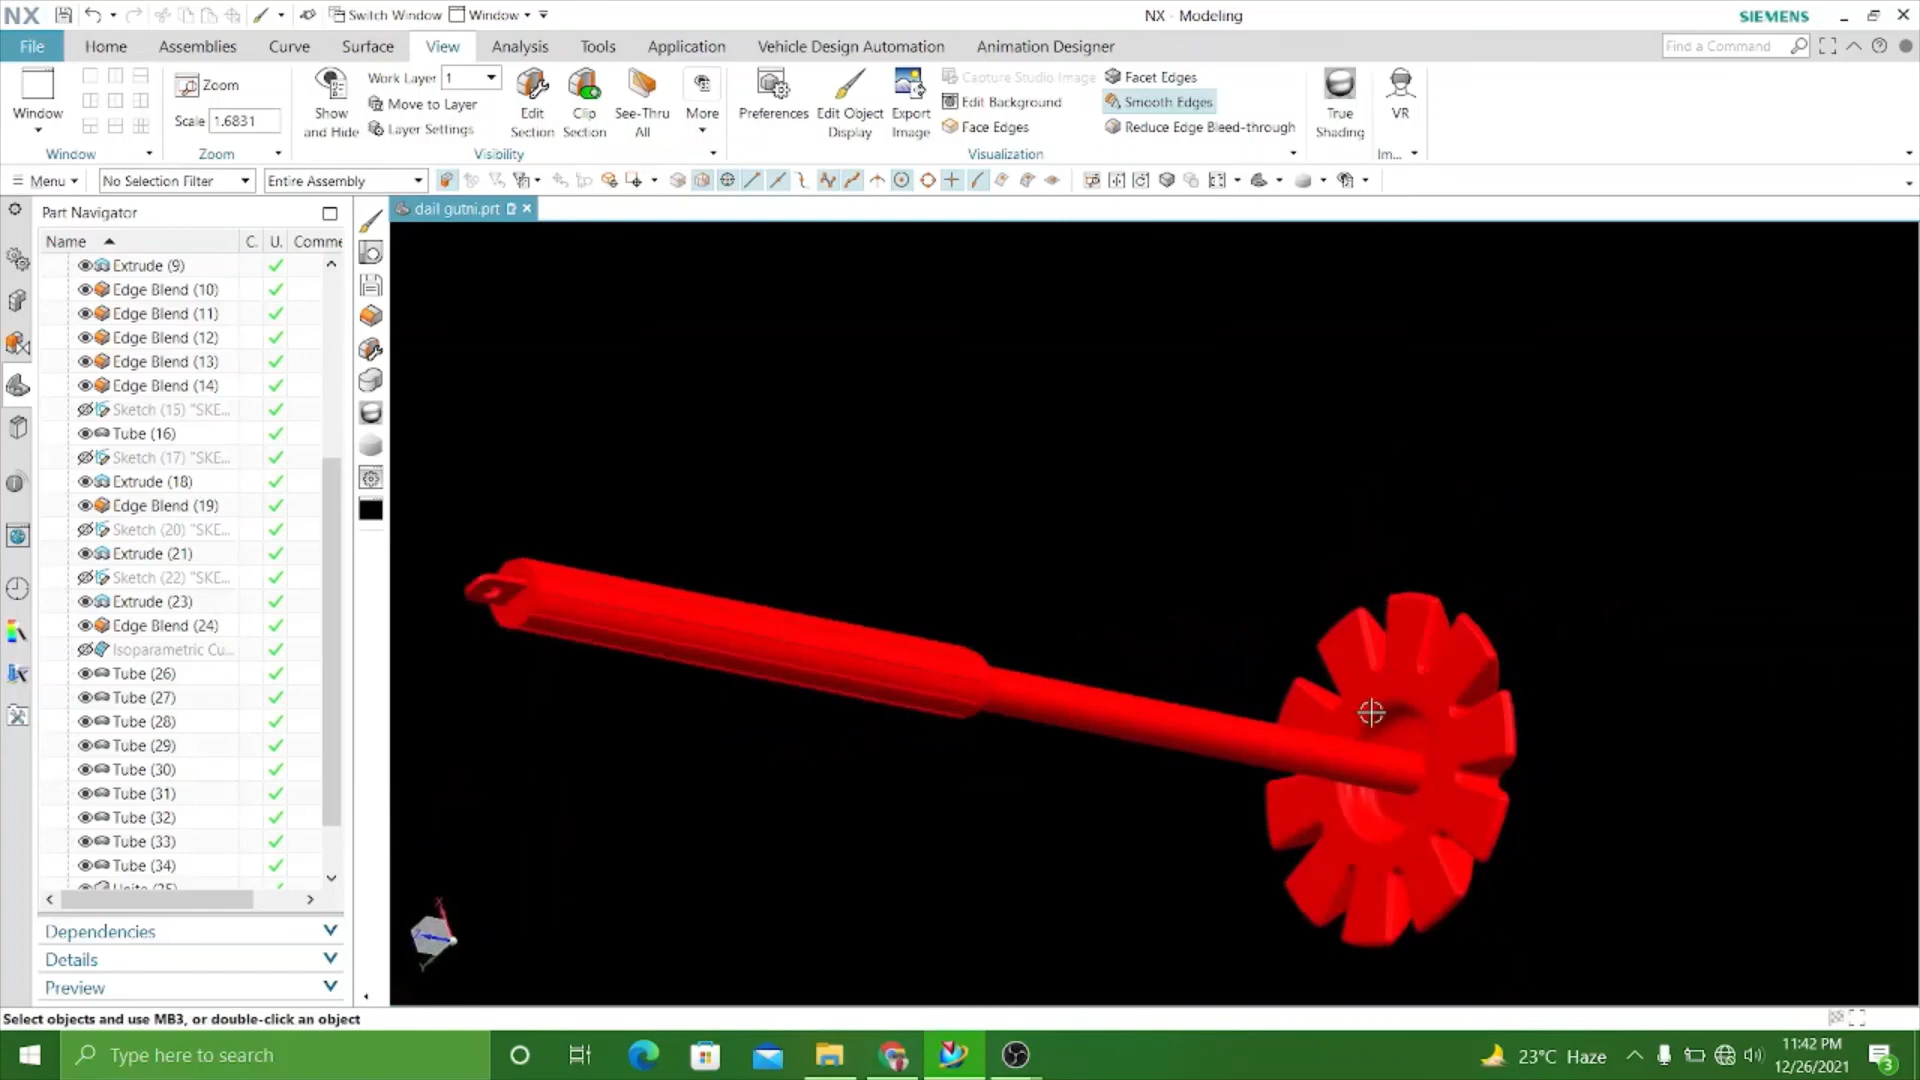 NX
Switch Window
Window
NX - Modeling
SIEMENS
File
Home
Assemblies
Curve
Surface
View
Analysis
Tools
Application
Vehicle Design Automation
Animation Designer
Find a Command
Window
Zoom
Scale 1.6831
Show and Hide
Work Layer 1
Move to Layer
Layer Settings
Edit Section
Clip Section
See-Thru All
More
Preferences
Edit Object Display
Export Image
Capture Studio Image
Edit Background
Face Edges
Facet Edges
Smooth Edges
Reduce Edge Bleed-through
True Shading
VR
Window
Zoom
Visibility
Visualization
Im...
Menu
No Selection Filter
Entire Assembly
Part Navigator
dail gutni.prt
Name
C.
U.
Comme
Extrude (9)
Edge Blend (10)
Edge Blend (11)
Edge Blend (12)
Edge Blend (13)
Edge Blend (14)
Sketch (15) "SKE...
Tube (16)
Sketch (17) "SKE...
Extrude (18)
Edge Blend (19)
Sketch (20) "SKE...
Extrude (21)
Sketch (22) "SKE...
Extrude (23)
Edge Blend (24)
Isoparametric Cu...
Tube (26)
Tube (27)
Tube (28)
Tube (29)
Tube (30)
Tube (31)
Tube (32)
Tube (33)
Tube (34)
Dependencies
Details
Preview
X
Z
Y
Select objects and use MB3, or double-click an object
Type here to search
23°C Haze
11:42 PM
12/26/2021
3